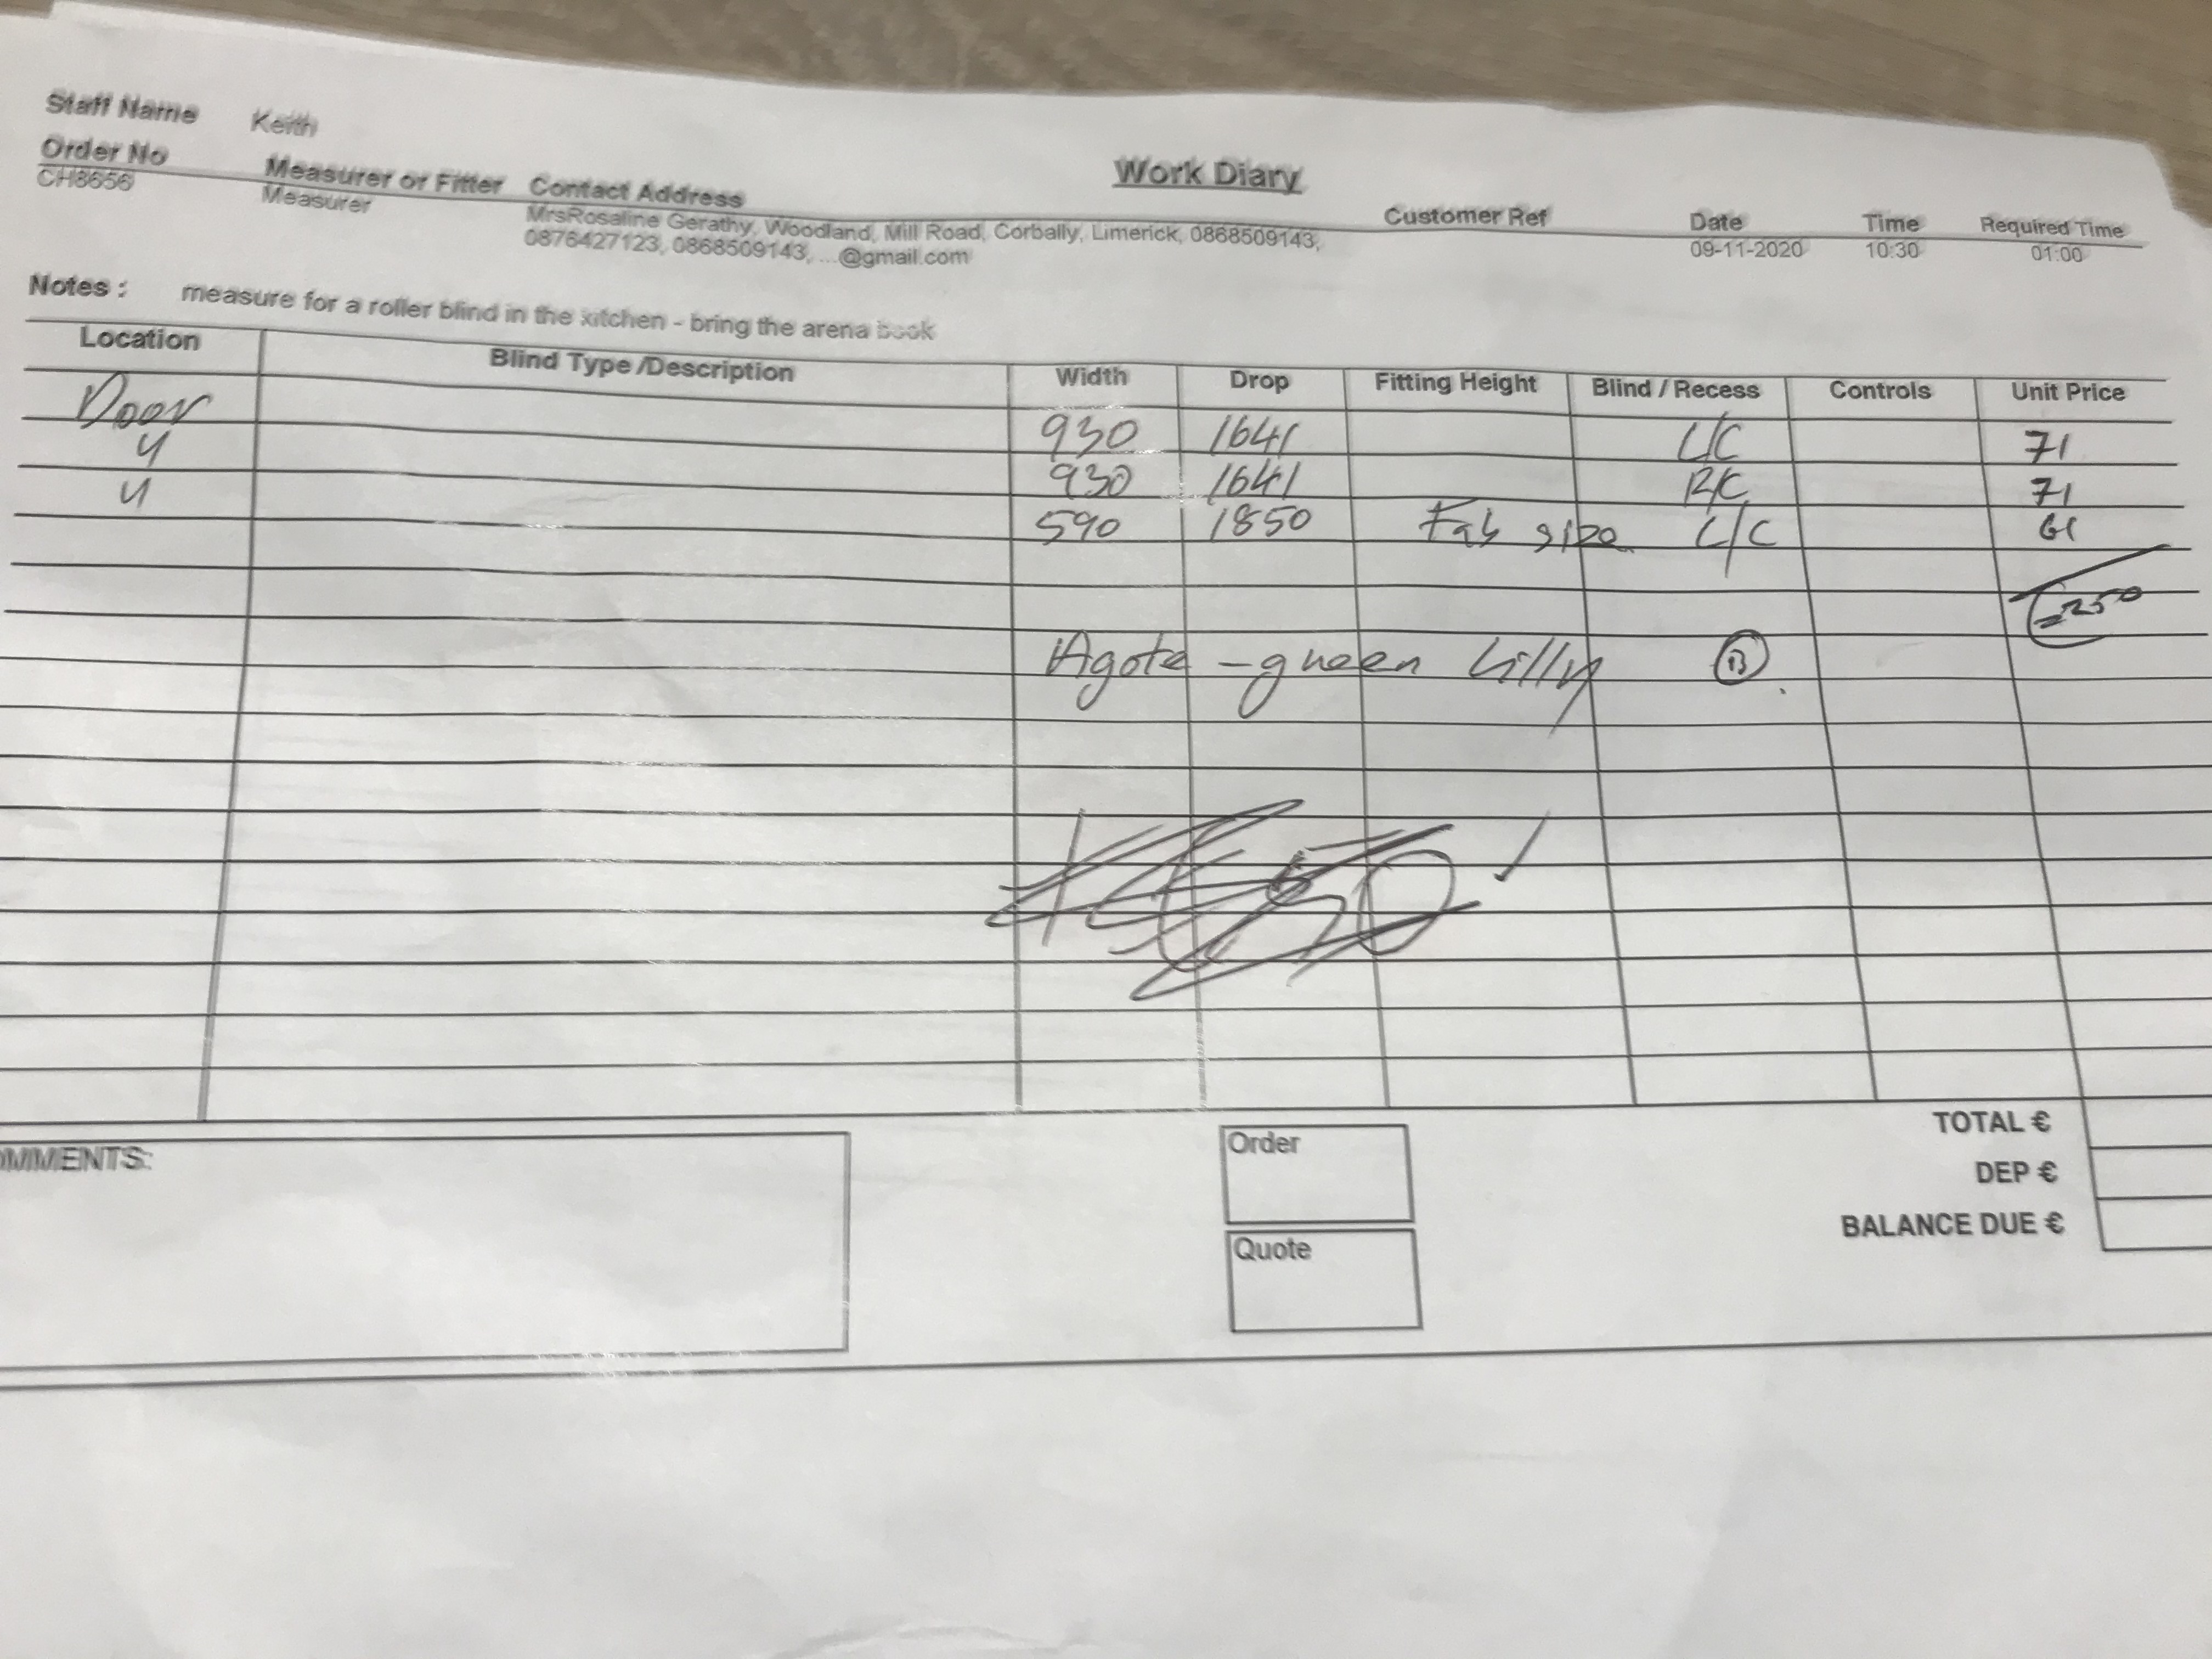 Work Diary
Staff Name Keith
Order No Measurer or Fitter Contact Address Customer Ref Date Time Required Time
CH8656 Measurer MrsRosaline Gerathy, Woodland, Mill Road, Corbally, Limerick, 0868509143, 09-11-2020 10:30 01:00
0876427123, 0868509143, ...@gmail.com
Notes : measure for a roller blind in the kitchen - bring the arena book
Location Blind Type /Description Width Drop Fitting Height Blind / Recess Controls Unit Price
Door 930 1641 L/C 71
" 930 1641 R/C 71
" 590 1850 Fab size L/C 61
250
Agote - queen Lilly B
OMMENTS:
Order
Quote
TOTAL €
DEP €
BALANCE DUE €